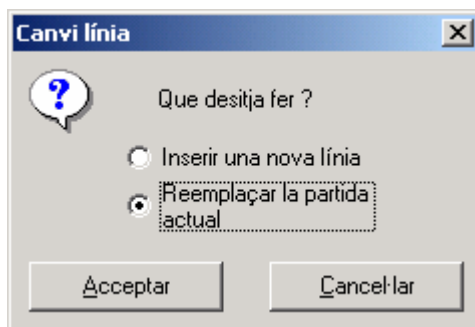 Canvi línia
Que desitja fer ?
Inserir una nova línia
Reemplaçar la partida
actual
Acceptar
Cancel·lar